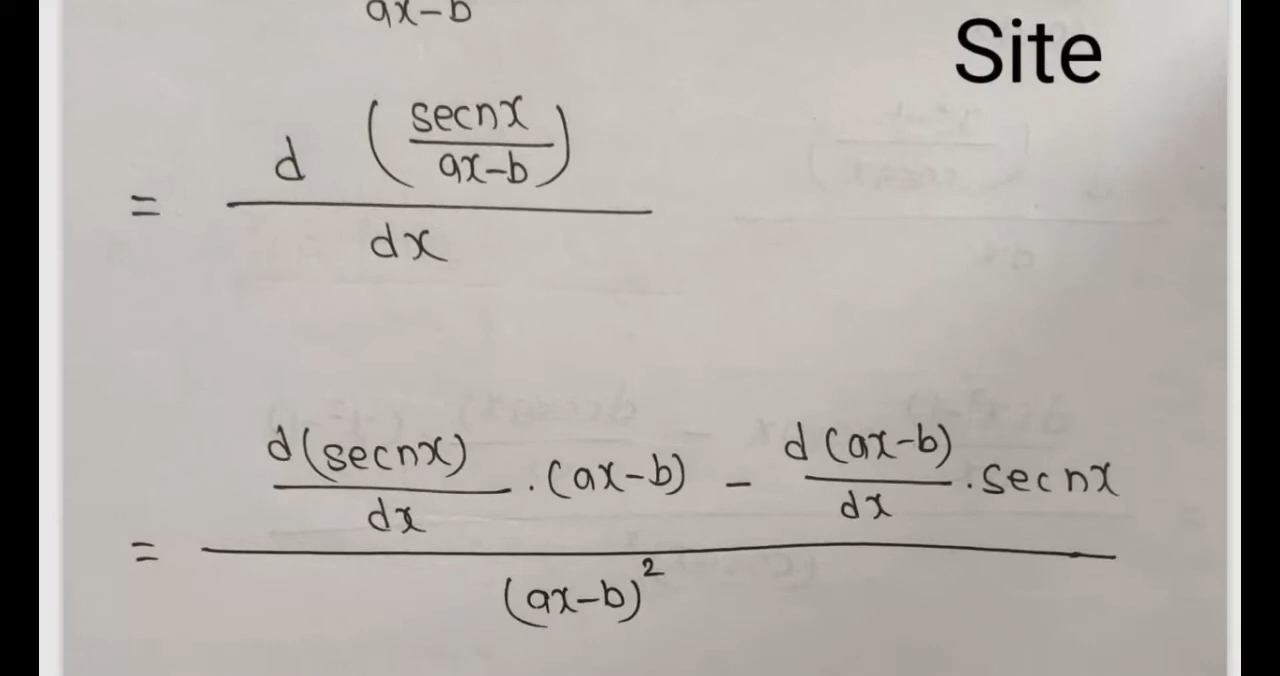 ax-b
Site
= d (secnx / ax-b) / dx
= d(secnx)/dx . (ax-b) - d(ax-b)/dx . secnx / (ax-b)²